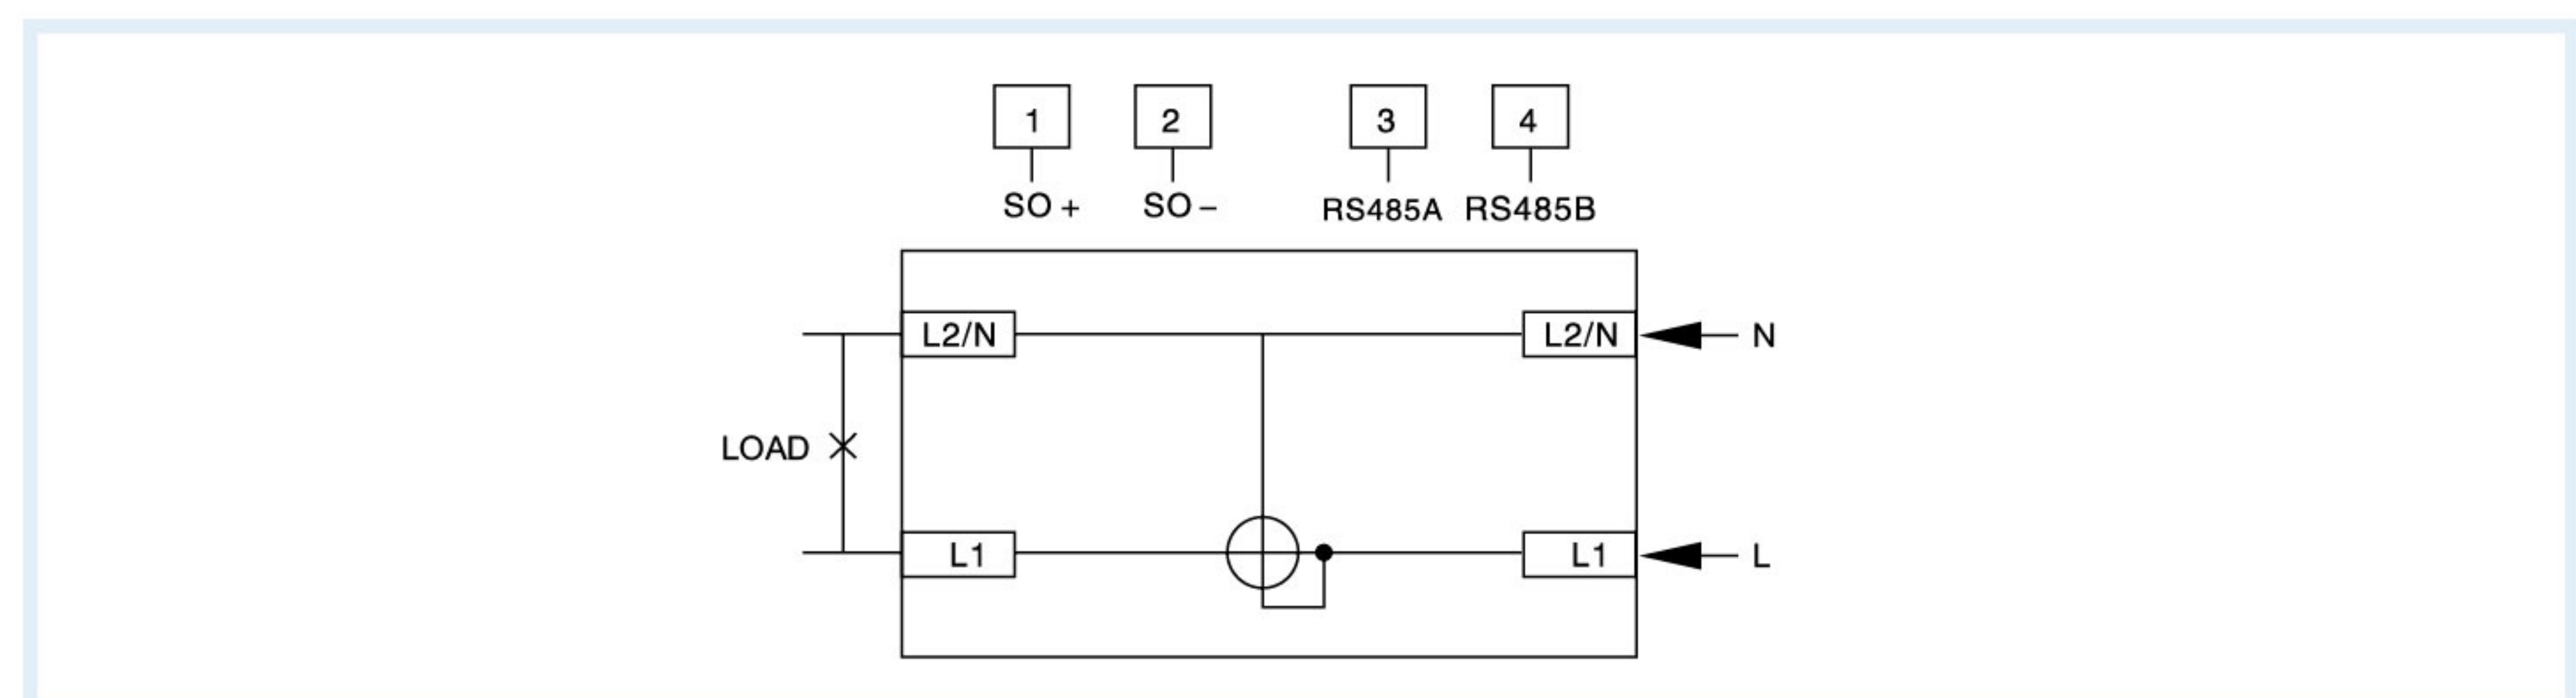 1 2 3 4
SO + SO – RS485A RS485B
L2/N L2/N N
LOAD
L1 L1 L